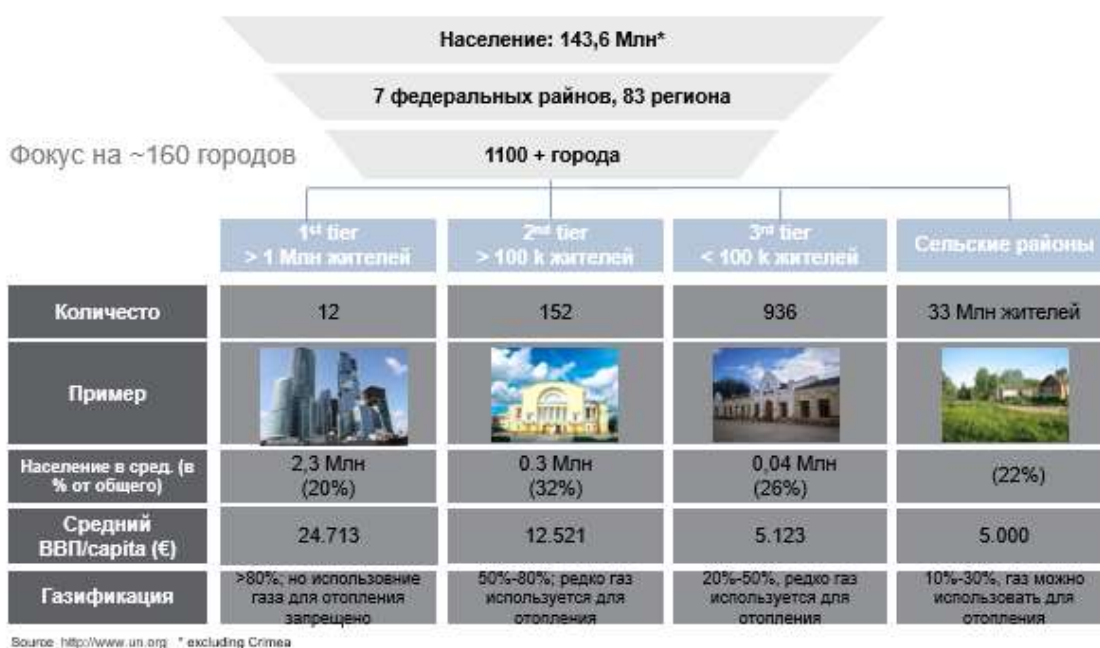 Население: 143,6 Млн*
7 федеральных райнов, 83 региона
Фокус на ~160 городов
1100 + города
1st tier
> 1 Млн жителей
2nd tier
> 100 k жителей
3rd tier
< 100 k жителей
Сельские районы
Количесто
12
152
936
33 Млн жителей
Пример
Население в сред. (в
% от общего)
2,3 Млн
(20%)
0.3 Млн
(32%)
0,04 Млн
(26%)
(22%)
Средний
ВВП/capita (€)
24.713
12.521
5.123
5.000
Газификация
>80%; но использовние
газа для отопления
запрещено
50%-80%; редко газ
используется для
отопления
20%-50%, редко газ
используется для
отопления
10%-30%, газ можно
использовать для
отопления
Source http://www.un.org * excluding Crimea